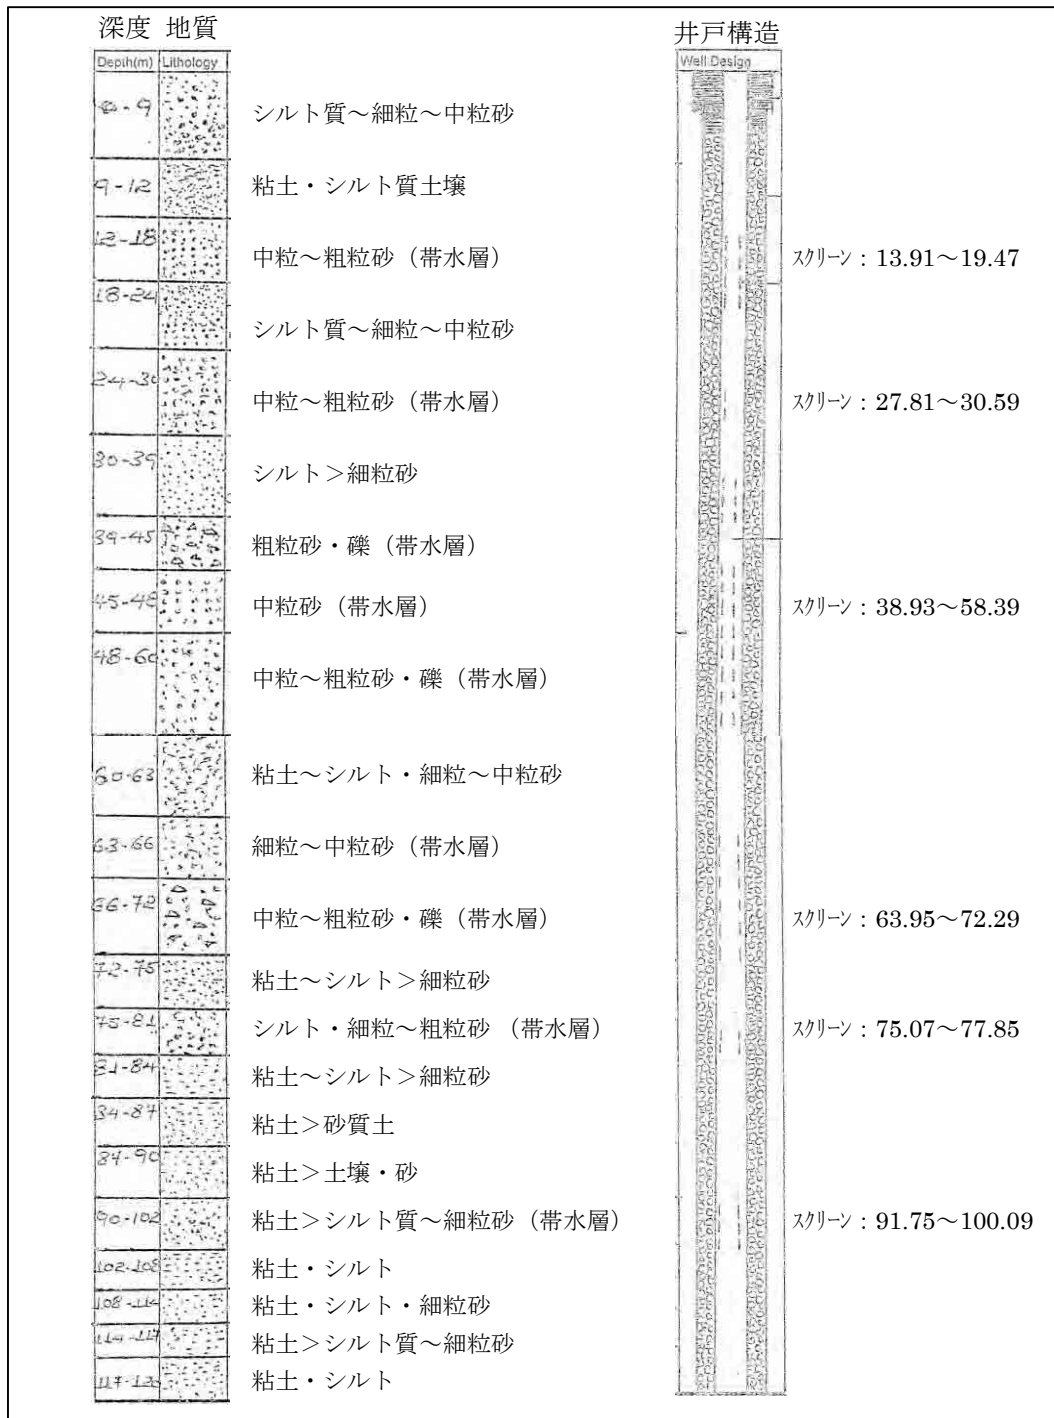 深度 地質
井戸構造
Depth(m) Lithology
Well Design
0-9 シルト質～細粒～中粒砂
9-12 粘土・シルト質土壌
12-18 中粒～粗粒砂（帯水層） ｽｸﾘｰﾝ：13.91～19.47
18-24 シルト質～細粒～中粒砂
24-30 中粒～粗粒砂（帯水層） ｽｸﾘｰﾝ：27.81～30.59
30-39 シルト＞細粒砂
39-45 粗粒砂・礫（帯水層）
45-48 中粒砂（帯水層） ｽｸﾘｰﾝ：38.93～58.39
48-60 中粒～粗粒砂・礫（帯水層）
60-63 粘土～シルト・細粒～中粒砂
63-66 細粒～中粒砂（帯水層）
66-72 中粒～粗粒砂・礫（帯水層） ｽｸﾘｰﾝ：63.95～72.29
72-75 粘土～シルト＞細粒砂
75-81 シルト・細粒～粗粒砂 （帯水層） ｽｸﾘｰﾝ：75.07～77.85
81-84 粘土～シルト＞細粒砂
84-87 粘土＞砂質土
84-90 粘土＞土壌・砂
90-102 粘土＞シルト質～細粒砂（帯水層） ｽｸﾘｰﾝ：91.75～100.09
102-108 粘土・シルト
108-114 粘土・シルト・細粒砂
114-117 粘土＞シルト質～細粒砂
117-120 粘土・シルト